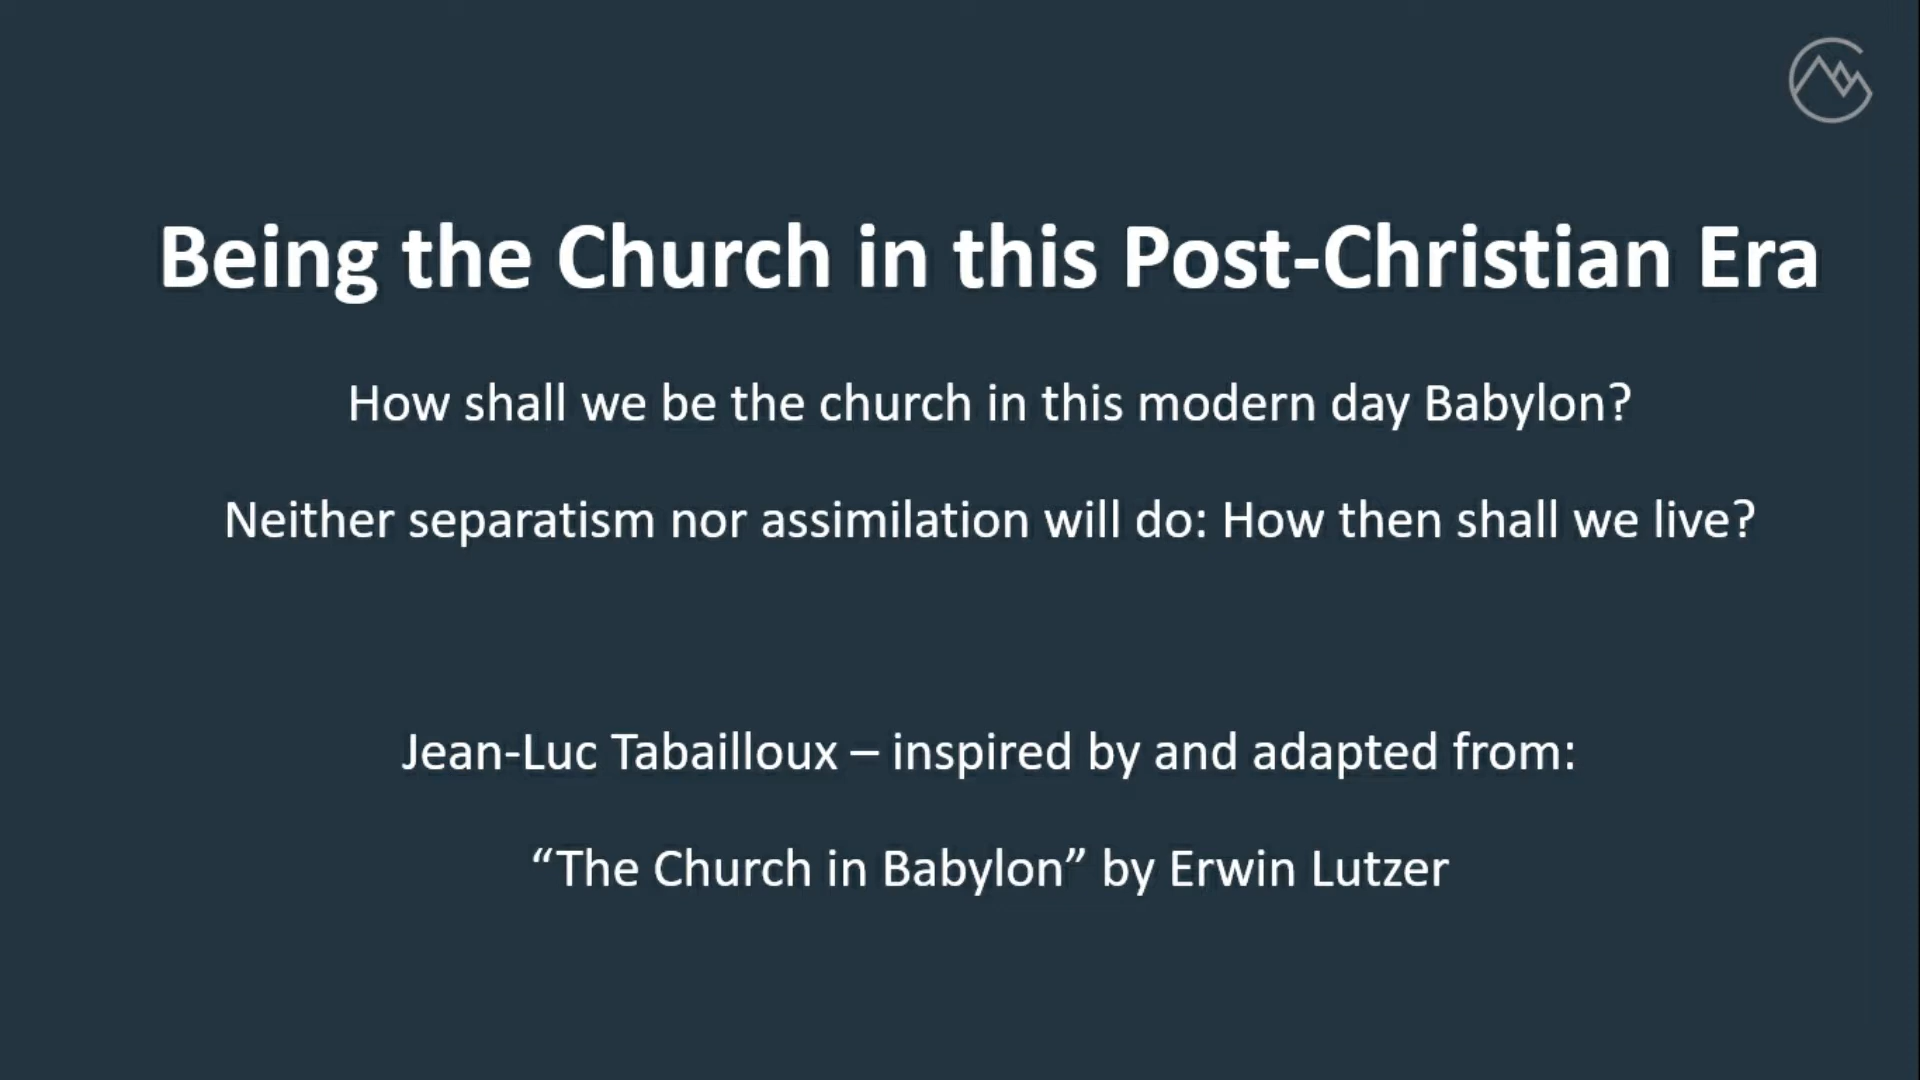 Being the Church in this Post-Christian Era
How shall we be the church in this modern day Babylon?
Neither separatism nor assimilation will do: How then shall we live?
Jean-Luc Tabailloux – inspired by and adapted from:
“The Church in Babylon” by Erwin Lutzer